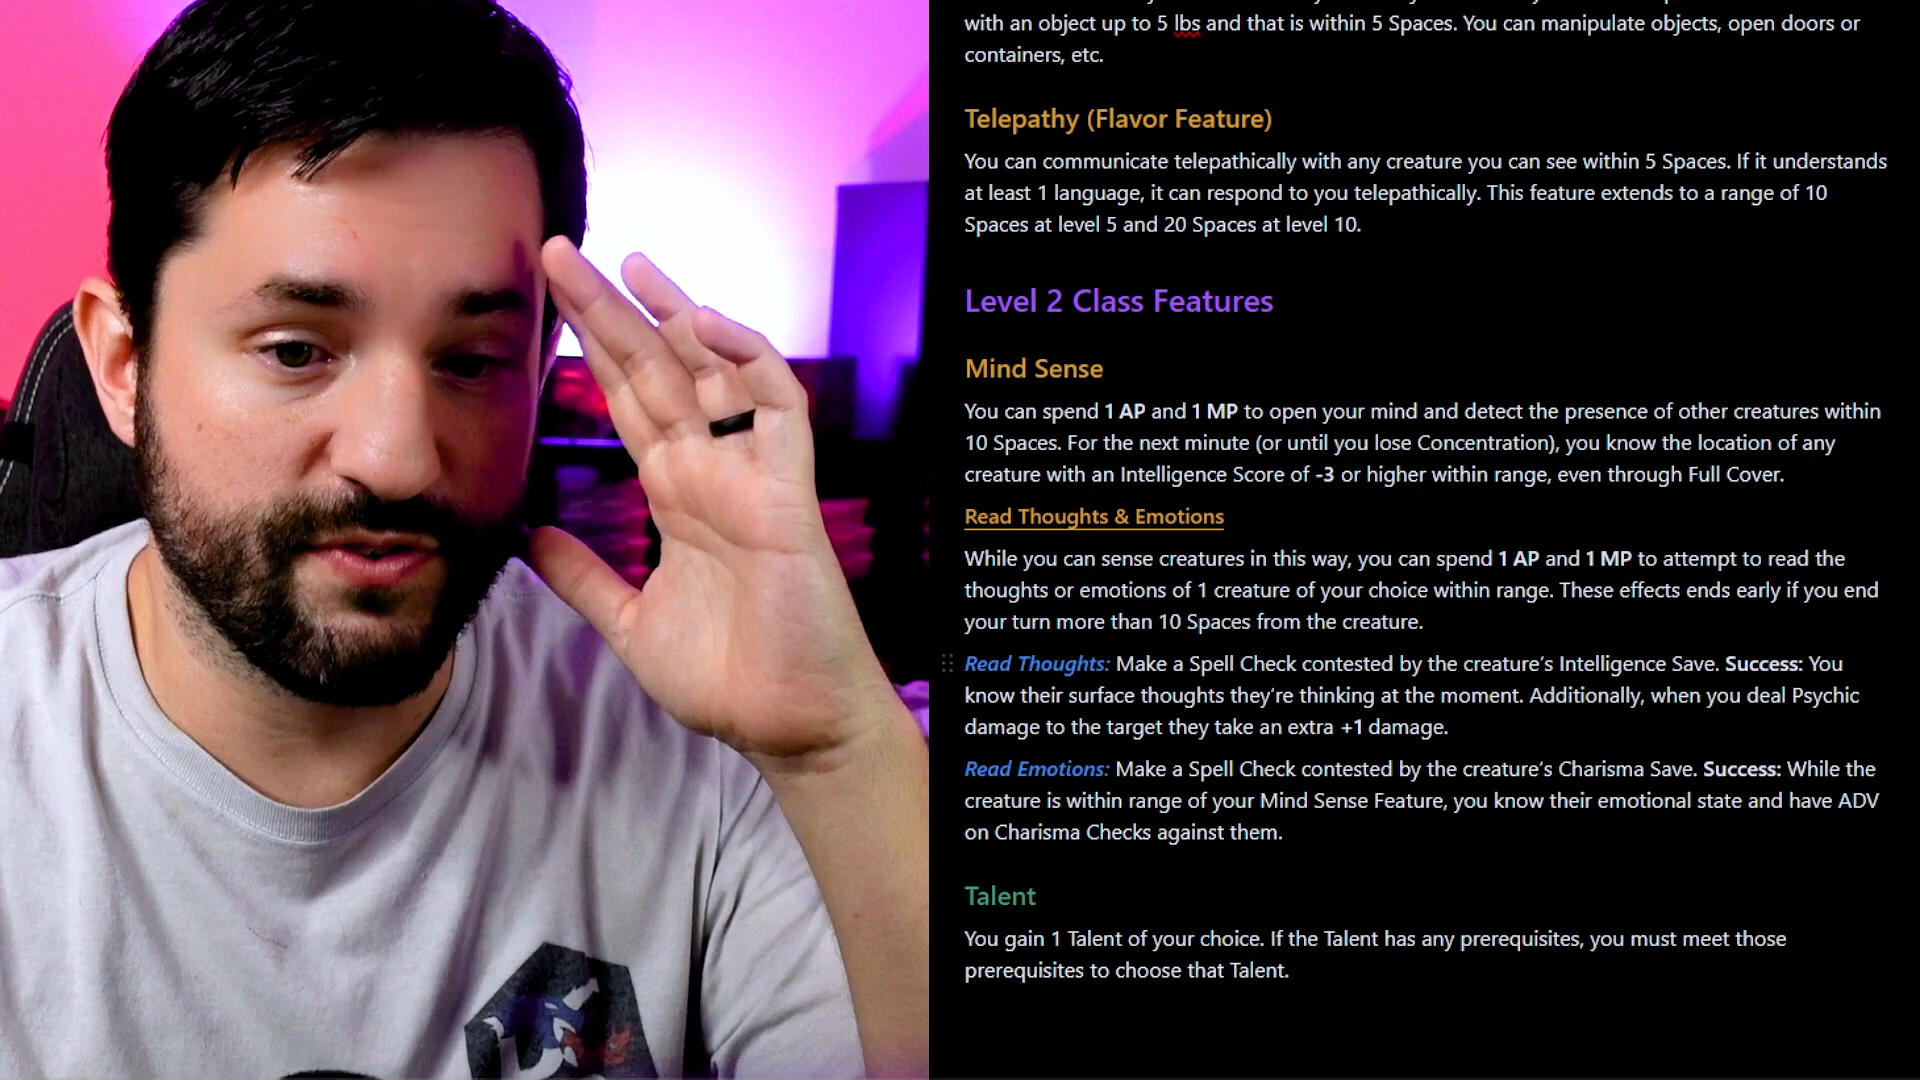 with an object up to 5 lbs and that is within 5 Spaces. You can manipulate objects, open doors or
containers, etc.
Telepathy (Flavor Feature)
You can communicate telepathically with any creature you can see within 5 Spaces. If it understands
at least 1 language, it can respond to you telepathically. This feature extends to a range of 10
Spaces at level 5 and 20 Spaces at level 10.
Level 2 Class Features
Mind Sense
You can spend 1 AP and 1 MP to open your mind and detect the presence of other creatures within
10 Spaces. For the next minute (or until you lose Concentration), you know the location of any
creature with an Intelligence Score of -3 or higher within range, even through Full Cover.
Read Thoughts & Emotions
While you can sense creatures in this way, you can spend 1 AP and 1 MP to attempt to read the
thoughts or emotions of 1 creature of your choice within range. These effects ends early if you end
your turn more than 10 Spaces from the creature.
Read Thoughts: Make a Spell Check contested by the creature's Intelligence Save. Success: You
know their surface thoughts they're thinking at the moment. Additionally, when you deal Psychic
damage to the target they take an extra +1 damage.
Read Emotions: Make a Spell Check contested by the creature's Charisma Save. Success: While the
creature is within range of your Mind Sense Feature, you know their emotional state and have ADV
on Charisma Checks against them.
Talent
You gain 1 Talent of your choice. If the Talent has any prerequisites, you must meet those
prerequisites to choose that Talent.